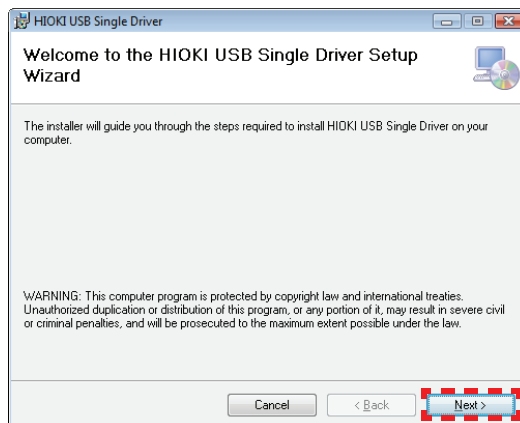 HIOKI USB Single Driver
Welcome to the HIOKI USB Single Driver Setup
Wizard
The installer will guide you through the steps required to install HIOKI USB Single Driver on your
computer.
WARNING: This computer program is protected by copyright law and international treaties.
Unauthorized duplication or distribution of this program, or any portion of it, may result in severe civil
or criminal penalties, and will be prosecuted to the maximum extent possible under the law.
Cancel
< Back
Next >